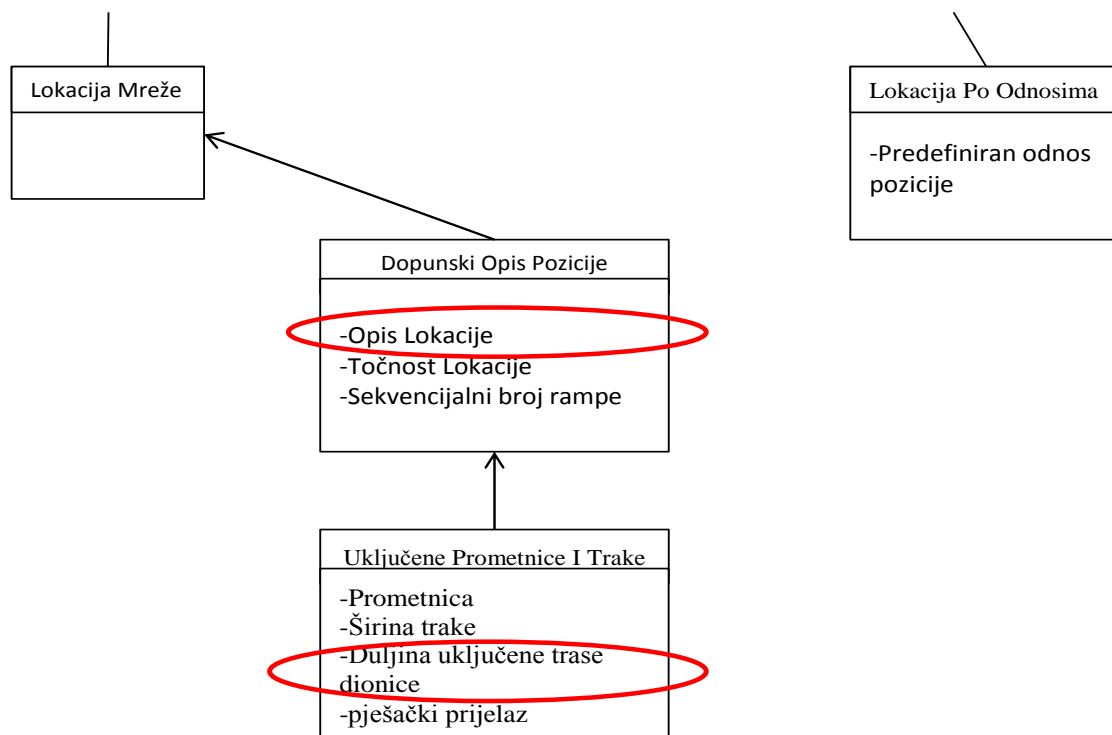 Lokacija Mreže
Lokacija Po Odnosima
-Predefiniran odnos
pozicije
Dopunski Opis Pozicije
-Opis Lokacije
-Točnost Lokacije
-Sekvencijalni broj rampe
Uključene Prometnice I Trake
-Prometnica
-Širina trake
-Duljina uključene trase
dionice
-pješački prijelaz